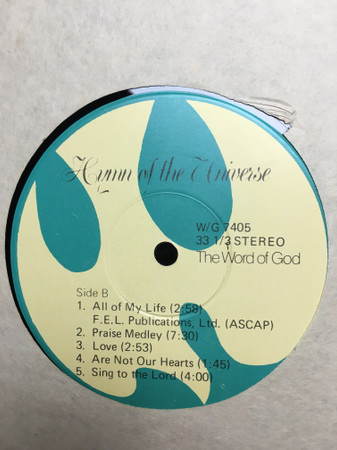 Hymn of the Universe
W/G 7405
33 1/3 STEREO
The Word of God
Side B
1. All of My Life (2:58)
F.E.L. Publications, Ltd. (ASCAP)
2. Praise Medley (7:30)
3. Love (2:53)
4. Are Not Our Hearts (1:45)
5. Sing to the Lord (4:00)